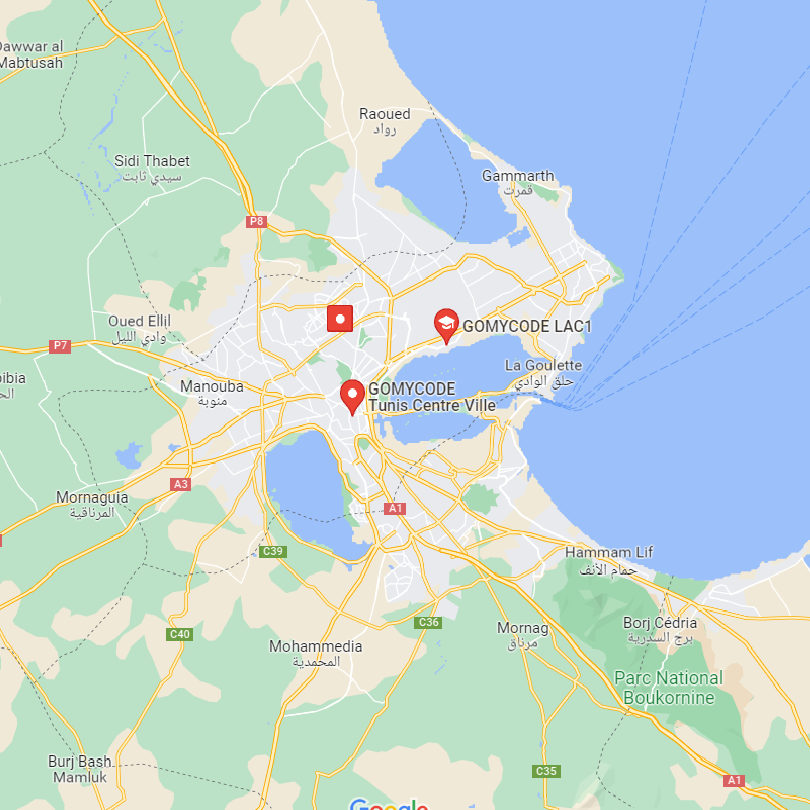 Dawwar al
Mabtusah
Raoued
رواد
Sidi Thabet
سيدي ثابت
Gammarth
قمرت
P8
Oued Ellil
وادي الليل
GOMYCODE LAC1
P7
La Goulette
حلق الوادي
Manouba
منوبة
GOMYCODE
Tunis Centre Ville
A3
Mornaguia
المرناقية
A1
C39
Hammam Lif
حمام الأنف
C36
C40
Mornag
مرناق
Borj Cédria
برج السدرية
Mohammedia
المحمدية
Parc National
Boukornine
Burj Bash
Mamluk
C35
A1
Google